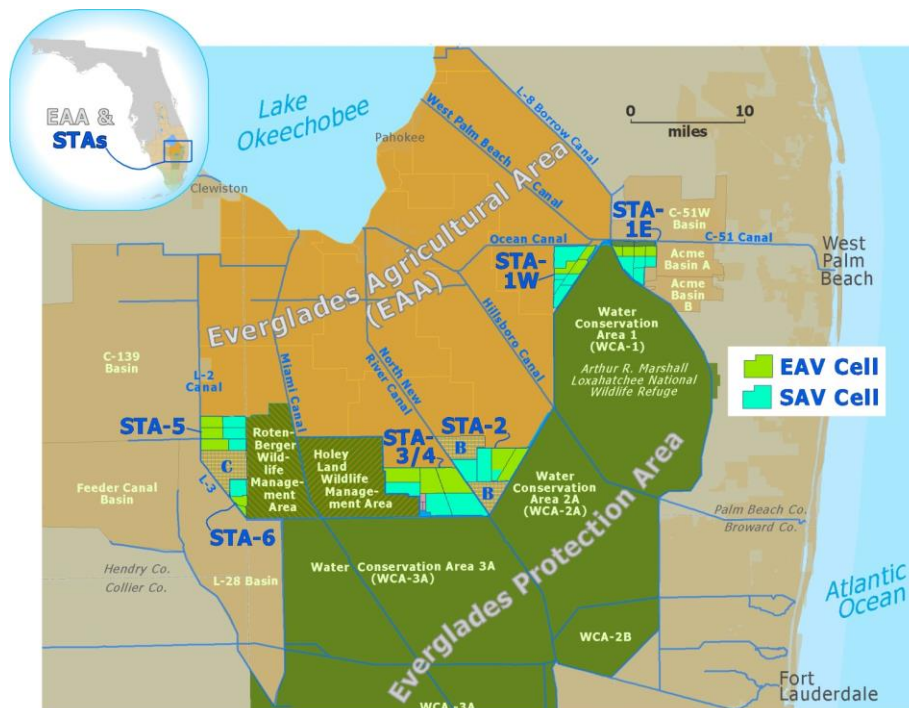 EAA &
STAs
Lake
Okeechobee
Pahokee
Clewiston
West Palm Beach
Canal
L-8 Borrow Canal
0 10
miles
Everglades Agricultural Area
(EAA)
STA-
1E
C-51W
Basin
C-51 Canal
Ocean Canal
STA-
1W
Acme
Basin A
Acme
Basin
B
West
Palm
Beach
Hillsboro Canal
Water
Conservation
Area 1
(WCA-1)
Arthur R. Marshall
Loxahatchee National
Wildlife Refuge
EAV Cell
SAV Cell
C-139
Basin
L-2
Canal
Miami Canal
North New
River Canal
STA-5
STA-2
STA-
3/4
B
B
C
Roten-
Berger
Wild-
life
Manage-
ment
Area
Holey
Land
Wildlife
Manage-
ment Area
Water
Conservation
Area 2A
(WCA-2A)
Feeder Canal
Basin
L-3
STA-6
Palm Beach Co.
Broward Co.
Hendry Co.
Collier Co.
L-28 Basin
Water Conservation Area 3A
(WCA-3A)
Everglades Protection Area
WCA-2B
Atlantic
Ocean
Fort
Lauderdale
WCA-3A